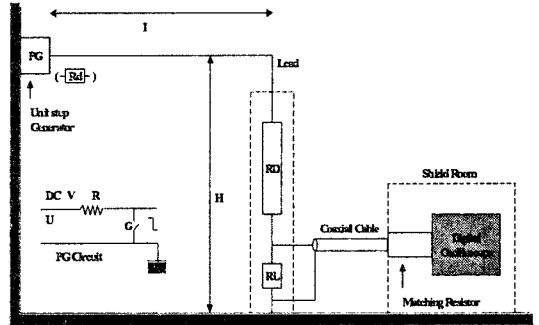 I
PG
(-Rd-)
Lead
Unit step
Generator
RD
H
Shield Room
DC V R
U
G
Coaxial Cable
Digital
Oscilloscope
PG Circuit
RL
Matching Resistor